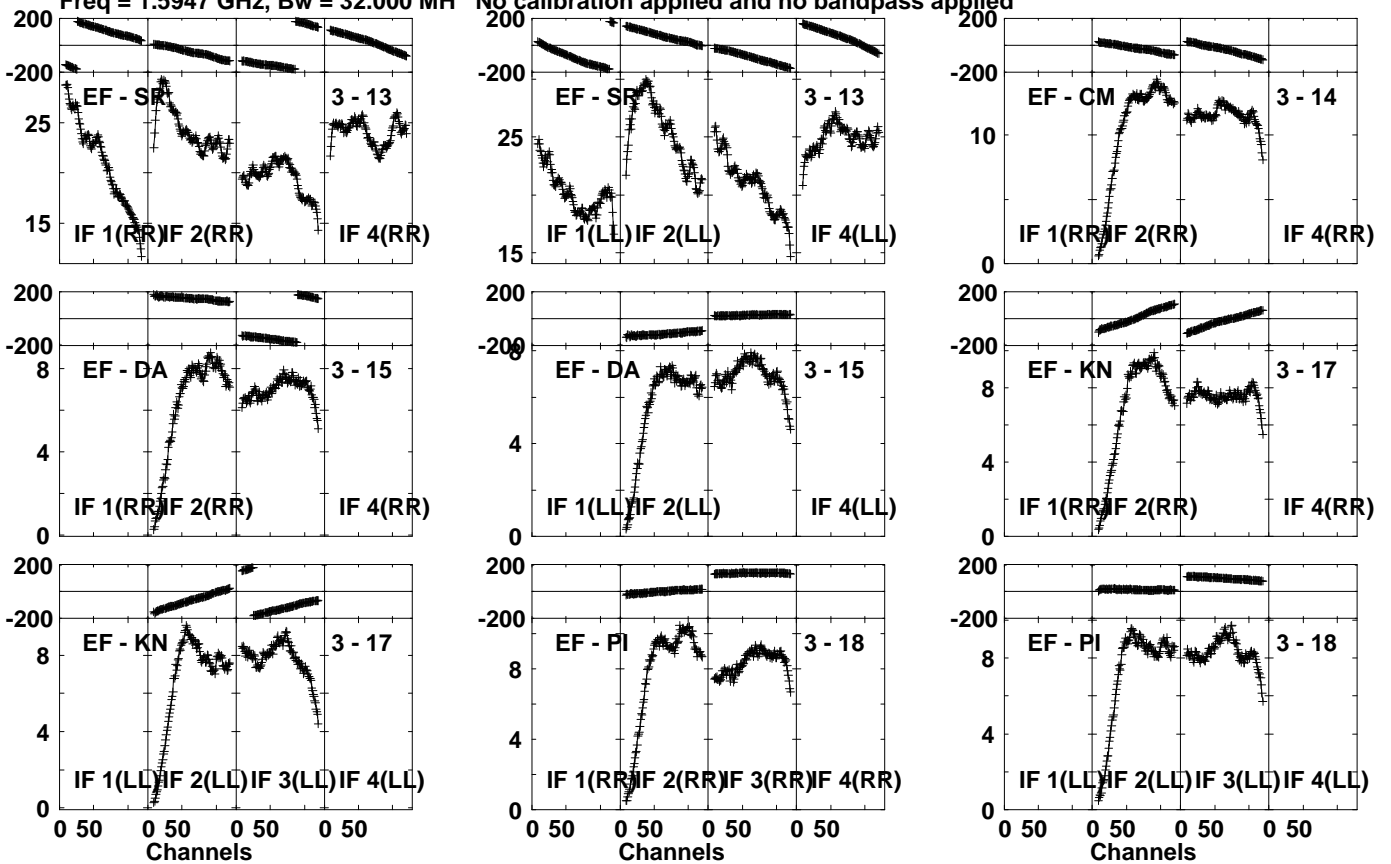 Freq = 1.5947 GHz, Bw = 32.000 MH No calibration applied and no bandpass applied
200
-200
EF - SR 3 - 13
25
15
IF 1(RR) IF 2(RR) IF 4(RR)
EF - SR 3 - 13
25
15
IF 1(LL) IF 2(LL) IF 4(LL)
200
-200
EF - CM 3 - 14
10
0
IF 1(RR) IF 2(RR) IF 4(RR)
200
-200
EF - DA 3 - 15
8
4
0
IF 1(RR) IF 2(RR) IF 4(RR)
200
-200
8
EF - DA 3 - 15
4
0
IF 1(LL) IF 2(LL) IF 4(LL)
200
-200
EF - KN 3 - 17
8
4
0
IF 1(RR) IF 2(RR) IF 4(RR)
200
-200
EF - KN 3 - 17
8
4
0
IF 1(LL) IF 2(LL) IF 3(LL) IF 4(LL)
0 50 0 50 0 50 0 50
Channels
200
-200
EF - PI 3 - 18
8
4
0
IF 1(RR) IF 2(RR) IF 3(RR) IF 4(RR)
0 50 0 50 0 50 0 50
Channels
200
-200
EF - PI 3 - 18
8
4
0
IF 1(LL) IF 2(LL) IF 3(LL) IF 4(LL)
0 50 0 50 0 50 0 50
Channels